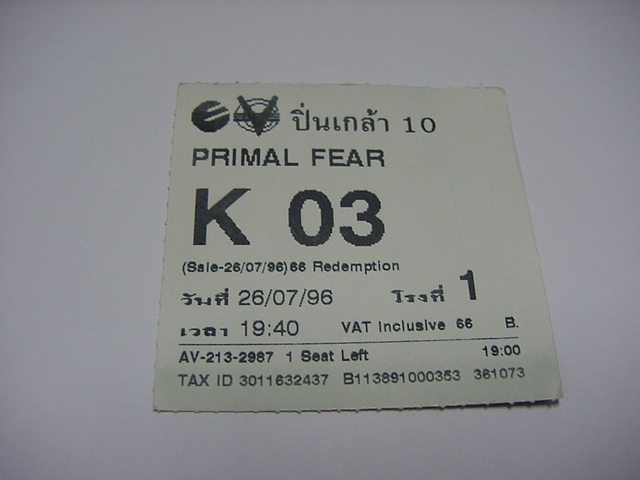 EV ปิ่นเกล้า 10
PRIMAL FEAR
K 03
(Sale-26/07/96)66 Redemption
วันที่ 26/07/96 โรงที่ 1
เวลา 19:40 VAT Inclusive 66 B.
AV-213-2987 1 Seat Left 19:00
TAX ID 3011632437 B113891000353 361073